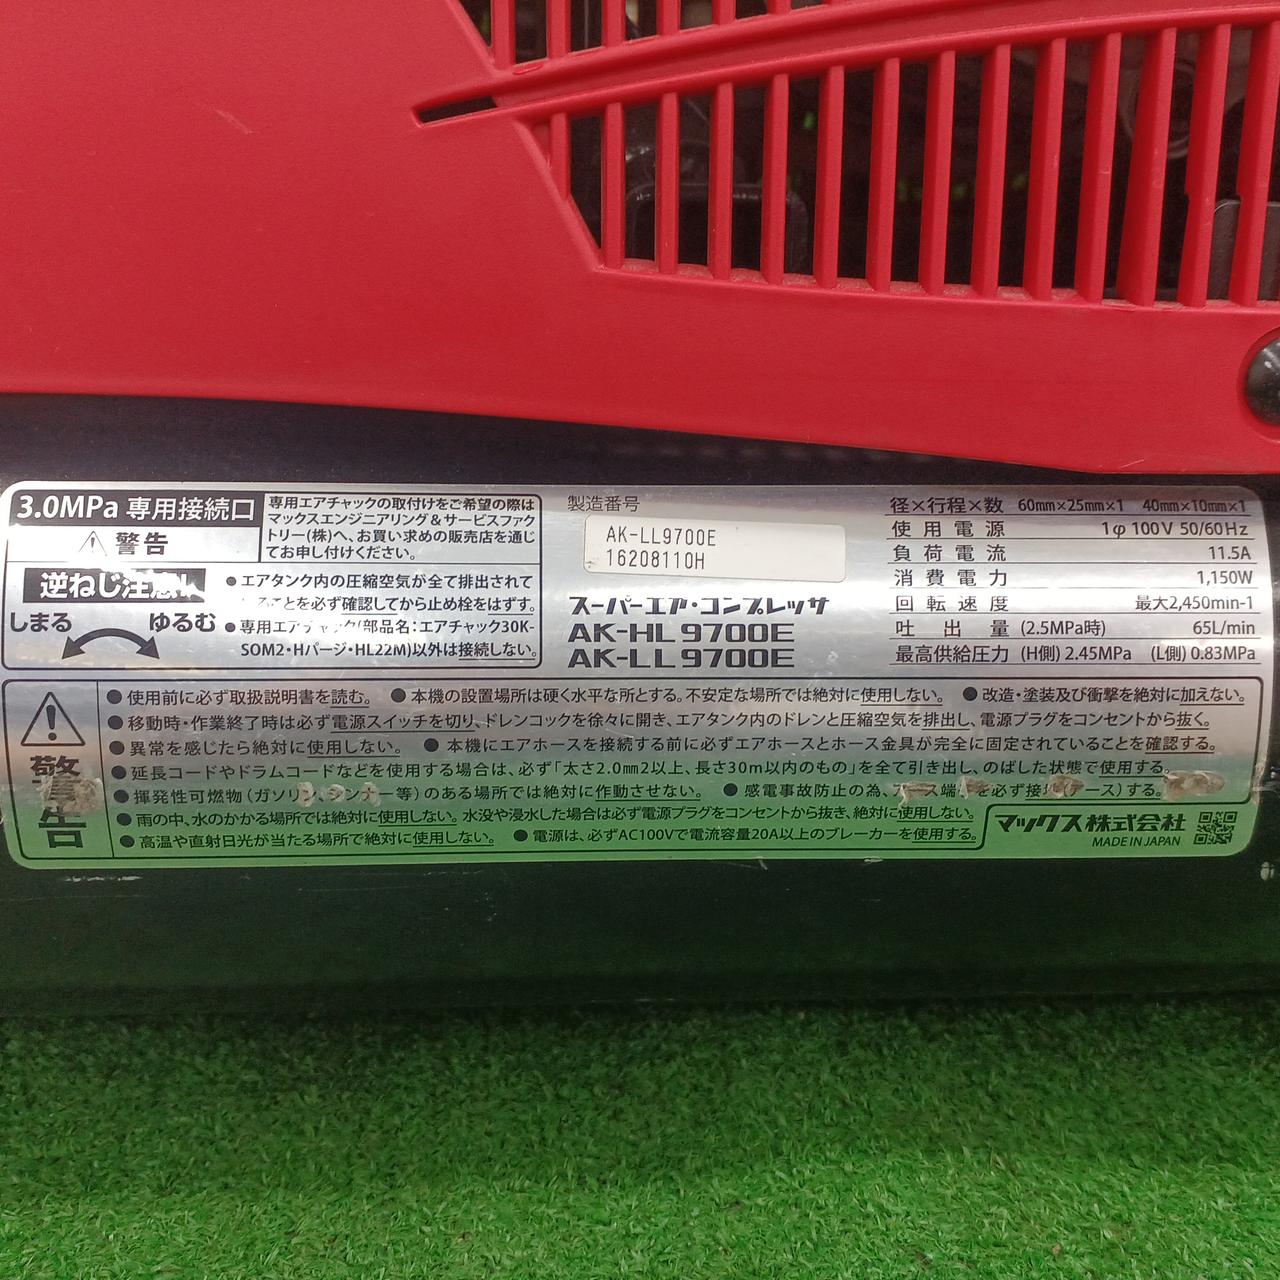 3.0MPa 専用接続口
警告
専用エアチャックの取付けをご希望の際は
マックスエンジニアリング&サービスファク
トリー(株)へ、お買い求めの販売店を通じ
てお申し付けください。
逆ねじ注意
しまる ゆるむ
●エアタンク内の圧縮空気が全て排出されて
ことを必ず確認してから止め栓をはずす。
●専用エアチャック(部品名:エアチャック30K-
SOM2・Hパージ・HL22M)以外は接続しない。
製造番号
AK-LL9700E
16208110H
スーパーエア・コンプレッサ
AK-HL9700E
AK-LL9700E
径×行程×数 60mm×25mm×1 40mm×10mm×1
使用電源 1φ100V 50/60Hz
負荷電流 11.5A
消費電力 1,150W
回転速度 最大2,450min-1
吐出量 (2.5MPa時) 65L/min
最高供給圧力 (H側) 2.45MPa (L側) 0.83MPa
警告
●使用前に必ず取扱説明書を読む。 ●本機の設置場所は硬く水平な所とする。不安定な場所では絶対に使用しない。 ●改造・塗装及び衝撃を絶対に加えない。
●移動時・作業終了時は必ず電源スイッチを切り、ドレンコックを徐々に開き、エアタンク内のドレンと圧縮空気を排出し、電源プラグをコンセントから抜く。
●異常を感じたら絶対に使用しない。 ●本機にエアホースを接続する前に必ずエアホースとホース金具が完全に固定されていることを確認する。
●延長コードやドラムコードなどを使用する場合は、必ず「太さ2.0mm2以上、長さ30m以内のもの」を全て引き出し、のばした状態で使用する。
●揮発性可燃物(ガソリン、シンナー等)のある場所では絶対に作動させない。 ●感電事故防止の為、アース端子を必ず接地(アース)する。
●雨の中、水のかかる場所では絶対に使用しない。水没や浸水した場合は必ず電源プラグをコンセントから抜き、絶対に使用しない。
●高温や直射日光が当たる場所で絶対に使用しない。 ●電源は、必ずAC100Vで電流容量20A以上のブレーカーを使用する。
マックス株式会社
MADE IN JAPAN